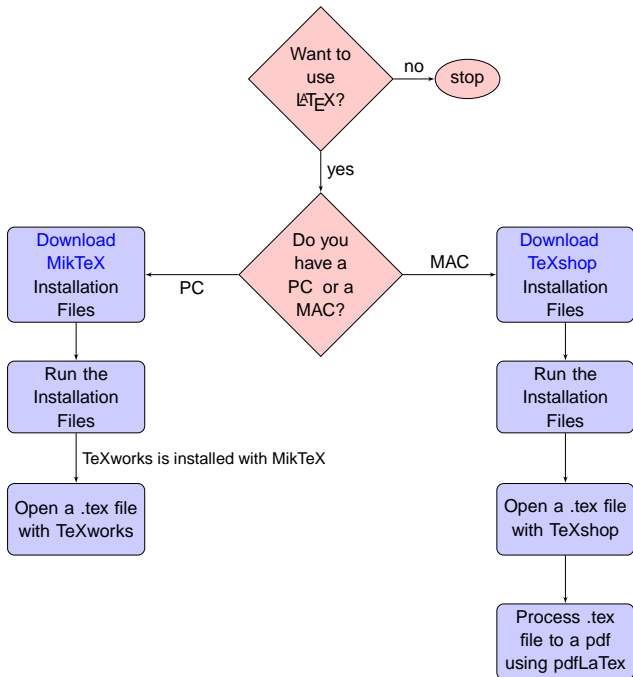 Want to
use
LATEX?
no
stop
yes
Do you
have a
PC or a
MAC?
PC
MAC
Download
MikTeX
Installation
Files
Run the
Installation
Files
TeXworks is installed with MikTeX
Open a .tex file
with TeXworks
Download
TeXshop
Installation
Files
Run the
Installation
Files
Open a .tex file
with TeXshop
Process .tex
file to a pdf
using pdfLaTex